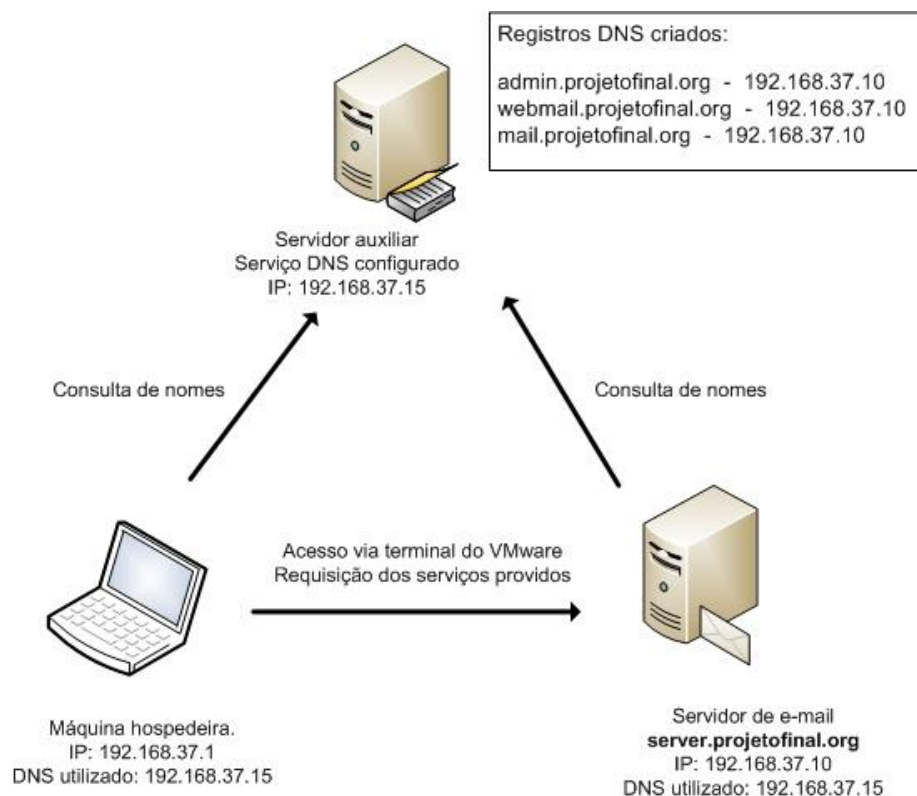 Registros DNS criados:
admin.projetofinal.org - 192.168.37.10
webmail.projetofinal.org - 192.168.37.10
mail.projetofinal.org - 192.168.37.10
Servidor auxiliar
Serviço DNS configurado
IP: 192.168.37.15
Consulta de nomes
Consulta de nomes
Acesso via terminal do VMware
Requisição dos serviços providos
Máquina hospedeira.
IP: 192.168.37.1
DNS utilizado: 192.168.37.15
Servidor de e-mail
server.projetofinal.org
IP: 192.168.37.10
DNS utilizado: 192.168.37.15